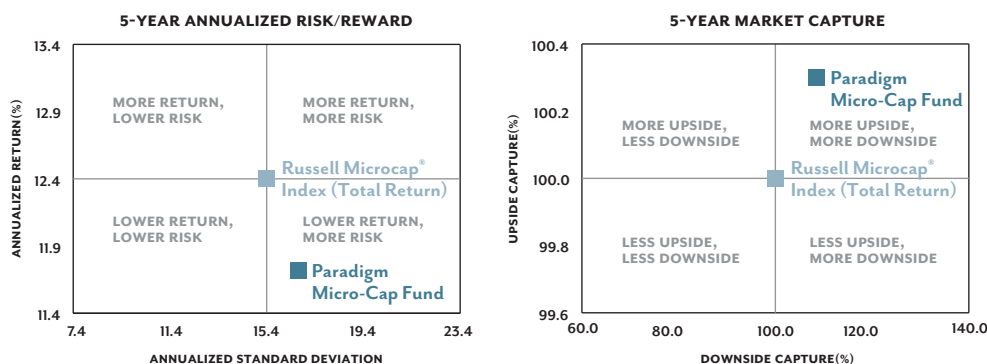 5-YEAR ANNUALIZED RISK/REWARD
ANNUALIZED RETURN(%)
13.4
12.9
12.4
11.9
11.4
MORE RETURN,
LOWER RISK
MORE RETURN,
MORE RISK
Russell Microcap®
Index (Total Return)
LOWER RETURN,
LOWER RISK
LOWER RETURN,
MORE RISK
Paradigm
Micro-Cap Fund
7.4 11.4 15.4 19.4 23.4
ANNUALIZED STANDARD DEVIATION
5-YEAR MARKET CAPTURE
UPSIDE CAPTURE(%)
100.4
100.2
100.0
99.8
99.6
Paradigm
Micro-Cap Fund
MORE UPSIDE,
LESS DOWNSIDE
MORE UPSIDE,
MORE DOWNSIDE
Russell Microcap®
Index (Total Return)
LESS UPSIDE,
LESS DOWNSIDE
LESS UPSIDE,
MORE DOWNSIDE
60.0 80.0 100.0 120.0 140.0
DOWNSIDE CAPTURE(%)